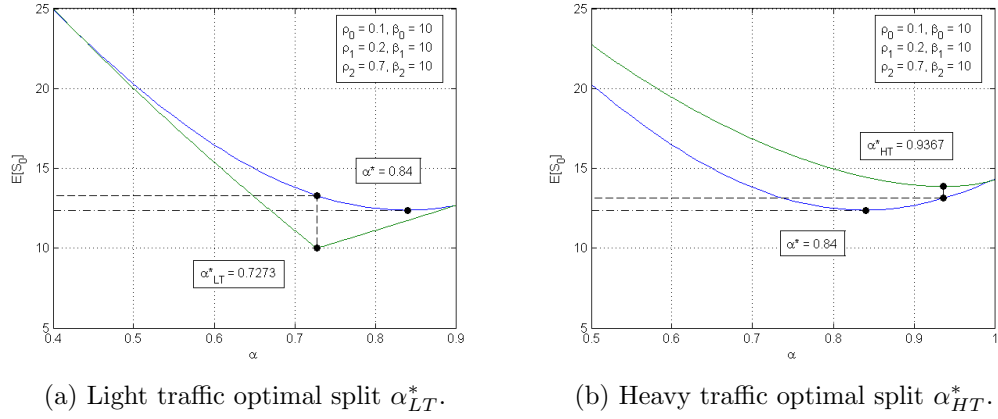 25
20
15
10
5
E[S₀]
ρ₀ = 0.1, β₀ = 10
ρ₁ = 0.2, β₁ = 10
ρ₂ = 0.7, β₂ = 10
α* = 0.84
α*LT = 0.7273
0.4 0.5 0.6 0.7 0.8 0.9
α
(a) Light traffic optimal split α*LT.
25
20
15
10
5
E[S₀]
ρ₀ = 0.1, β₀ = 10
ρ₁ = 0.2, β₁ = 10
ρ₂ = 0.7, β₂ = 10
α*HT = 0.9367
α* = 0.84
0.5 0.6 0.7 0.8 0.9 1
α
(b) Heavy traffic optimal split α*HT.